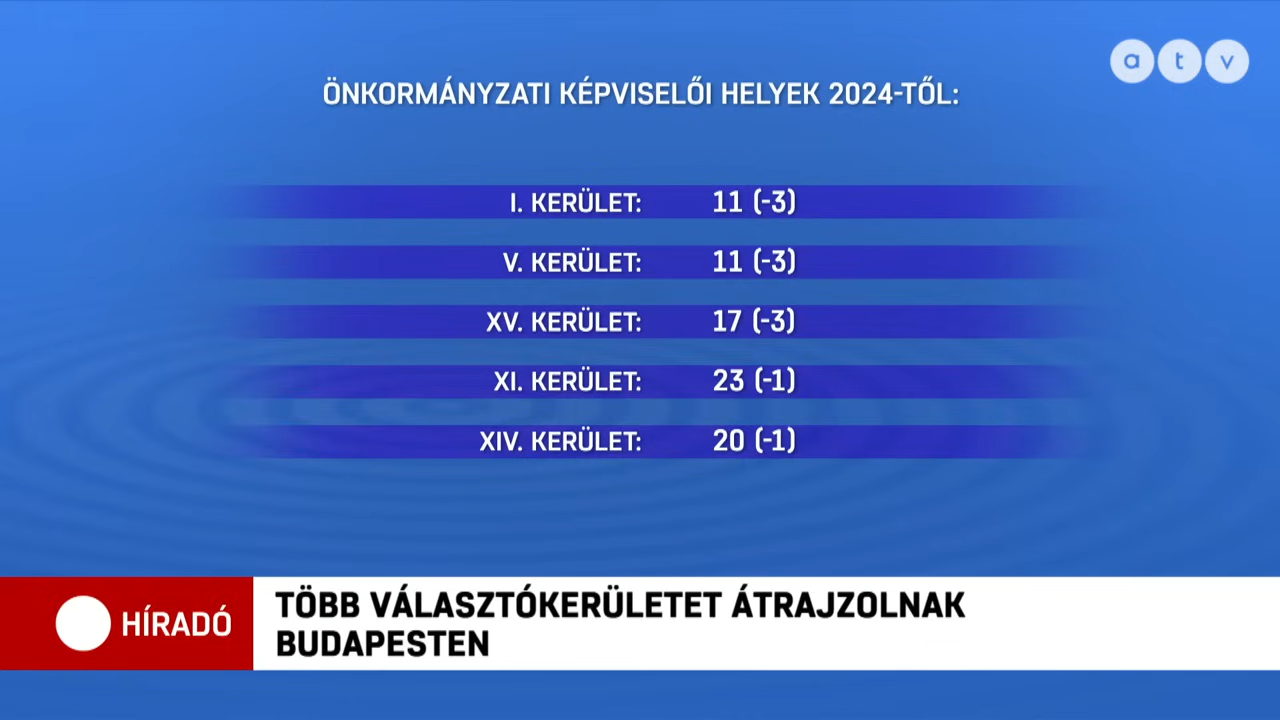 a t v
ÖNKORMÁNYZATI KÉPVISELŐI HELYEK 2024-TŐL:
I. KERÜLET: 11 (-3)
V. KERÜLET: 11 (-3)
XV. KERÜLET: 17 (-3)
XI. KERÜLET: 23 (-1)
XIV. KERÜLET: 20 (-1)
HÍRADÓ
TÖBB VÁLASZTÓKERÜLETET ÁTRAJZOLNAK
BUDAPESTEN